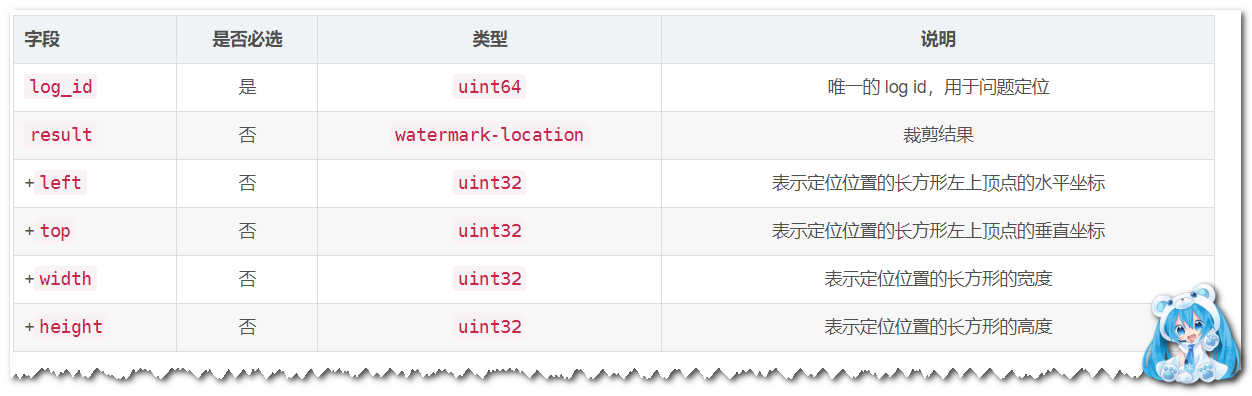 字段 是否必选 类型 说明
log_id 是 uint64 唯一的 log id，用于问题定位
result 否 watermark-location 裁剪结果
+left 否 uint32 表示定位位置的长方形左上顶点的水平坐标
+top 否 uint32 表示定位位置的长方形左上顶点的垂直坐标
+width 否 uint32 表示定位位置的长方形的宽度
+height 否 uint32 表示定位位置的长方形的高度